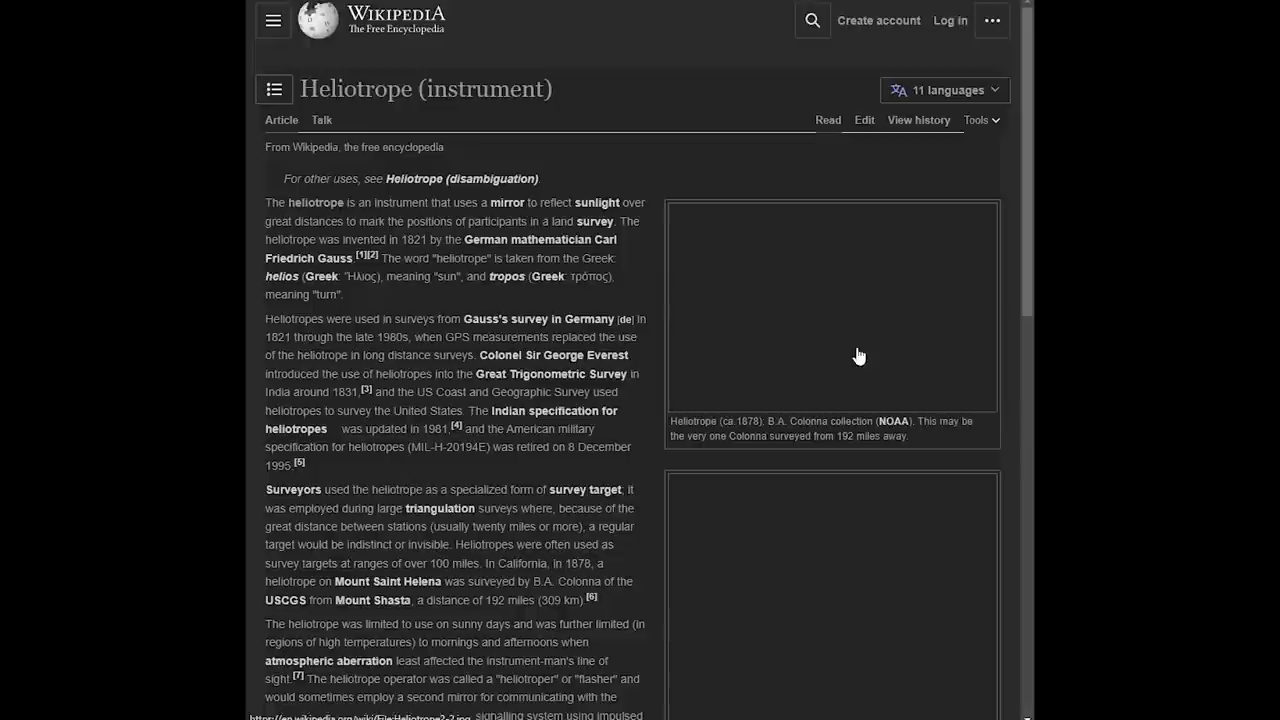 WIKIPEDIA
The Free Encyclopedia
Create account
Log in
Heliotrope (instrument)
11 languages
Article
Talk
Read
Edit
View history
Tools
From Wikipedia, the free encyclopedia
For other uses, see Heliotrope (disambiguation).
The heliotrope is an instrument that uses a mirror to reflect sunlight over
great distances to mark the positions of participants in a land survey. The
heliotrope was invented in 1821 by the German mathematician Carl
Friedrich Gauss.[1][2] The word "heliotrope" is taken from the Greek:
helios (Greek: Ἥλιος), meaning "sun", and tropos (Greek: τρόπος),
meaning "turn".
Heliotropes were used in surveys from Gauss's survey in Germany [de] in
1821 through the late 1980s, when GPS measurements replaced the use
of the heliotrope in long distance surveys. Colonel Sir George Everest
introduced the use of heliotropes into the Great Trigonometric Survey in
India around 1831,[3] and the US Coast and Geographic Survey used
heliotropes to survey the United States. The Indian specification for
heliotropes was updated in 1981,[4] and the American military
specification for heliotropes (MIL-H-20194E) was retired on 8 December
1995.[5]
Surveyors used the heliotrope as a specialized form of survey target; it
was employed during large triangulation surveys where, because of the
great distance between stations (usually twenty miles or more), a regular
target would be indistinct or invisible. Heliotropes were often used as
survey targets at ranges of over 100 miles. In California, in 1878, a
heliotrope on Mount Saint Helena was surveyed by B.A. Colonna of the
USCGS from Mount Shasta, a distance of 192 miles (309 km).[6]
The heliotrope was limited to use on sunny days and was further limited (in
regions of high temperatures) to mornings and afternoons when
atmospheric aberration least affected the instrument-man's line of
sight.[7] The heliotrope operator was called a "heliotroper" or "flasher" and
would sometimes employ a second mirror for communicating with the
signalling system using impulsed
Heliotrope (ca.1878); B.A. Colonna collection (NOAA). This may be
the very one Colonna surveyed from 192 miles away.
https://en.wikipedia.org/wiki/File:Heliotrope2-2.jpg